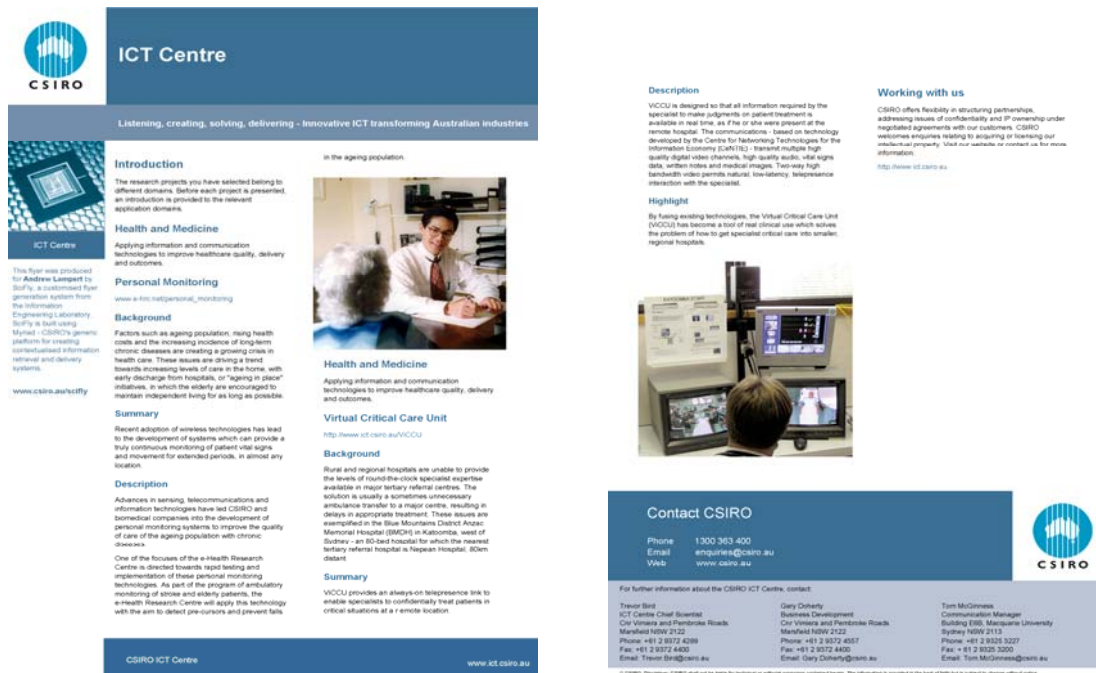 CSIRO
ICT Centre
Listening, creating, solving, delivering - Innovative ICT transforming Australian industries
ICT Centre
This flyer was produced
for Andrew Lampert by
SciFly, a customised flyer
generation system from
the Information
Engineering Laboratory.
SciFly is built using
Myriad - CSIRO's generic
platform for creating
contextualised information
retrieval and delivery
systems.
www.csiro.au/scifly
Introduction
The research projects you have selected belong to
different domains. Before each project is presented,
an introduction is provided to the relevant
application domains.
Health and Medicine
Applying information and communication
technologies to improve healthcare quality, delivery
and outcomes.
Personal Monitoring
www.e-hrc.net/personal_monitoring
Background
Factors such as ageing population, rising health
costs and the increasing incidence of long-term
chronic diseases are creating a growing crisis in
health care. These issues are driving a trend
towards increasing levels of care in the home, with
early discharge from hospitals, or "ageing in place"
initiatives, in which the elderly are encouraged to
maintain independent living for as long as possible.
Summary
Recent adoption of wireless technologies has lead
to the development of systems which can provide a
truly continuous monitoring of patient vital signs
and movement for extended periods, in almost any
location.
Description
Advances in sensing, telecommunications and
information technologies have led CSIRO and
biomedical companies into the development of
personal monitoring systems to improve the quality
of care of the ageing population with chronic
diseases.
One of the focuses of the e-Health Research
Centre is directed towards rapid testing and
implementation of these personal monitoring
technologies. As part of the program of ambulatory
monitoring of stroke and elderly patients, the
e-Health Research Centre will apply this technology
with the aim to detect pre-cursors and prevent falls
in the ageing population.
Health and Medicine
Applying information and communication
technologies to improve healthcare quality, delivery
and outcomes.
Virtual Critical Care Unit
http://www.ict.csiro.au/ViCCU
Background
Rural and regional hospitals are unable to provide
the levels of round-the-clock specialist expertise
available in major tertiary referral centres. The
solution is usually a sometimes unnecessary
ambulance transfer to a major centre, resulting in
delays in appropriate treatment. These issues are
exemplified in the Blue Mountains District Anzac
Memorial Hospital (BMDH) in Katoomba, west of
Sydney - an 80-bed hospital for which the nearest
tertiary referral hospital is Nepean Hospital, 80km
distant.
Summary
ViCCU provides an always-on telepresence link to
enable specialists to confidentially treat patients in
critical situations at a r emote location.
CSIRO ICT Centre
www.ict.csiro.au
Description
ViCCU is designed so that all information required by the
specialist to make judgments on patient treatment is
available in real time, as if he or she were present at the
remote hospital. The communications - based on technology
developed by the Centre for Networking Technologies for the
Information Economy (CeNTIE) - transmit multiple high
quality digital video channels, high quality audio, vital signs
data, written notes and medical images. Two-way high
bandwidth video permits natural, low-latency, telepresence
interaction with the specialist.
Highlight
By fusing existing technologies, the Virtual Critical Care Unit
(ViCCU) has become a tool of real clinical use which solves
the problem of how to get specialist critical care into smaller,
regional hospitals.
Working with us
CSIRO offers flexibility in structuring partnerships,
addressing issues of confidentiality and IP ownership under
negotiated agreements with our customers. CSIRO
welcomes enquiries relating to acquiring or licensing our
intellectual property. Visit our website or contact us for more
information.
http://www.ict.csiro.au
Contact CSIRO
Phone 1300 363 400
Email enquiries@csiro.au
Web www.csiro.au
CSIRO
For further information about the CSIRO ICT Centre, contact:
Trevor Bird
ICT Centre Chief Scientist
Cnr Vimiera and Pembroke Roads
Marsfield NSW 2122
Phone: +61 2 9372 4289
Fax: +61 2 9372 4400
Email: Trevor.Bird@csiro.au
Gary Doherty
Business Development
Cnr Vimiera and Pembroke Roads
Marsfield NSW 2122
Phone: +61 2 9372 4557
Fax: +61 2 9372 4400
Email: Gary.Doherty@csiro.au
Tom McGinness
Communication Manager
Building E6B, Macquarie University
Sydney NSW 2113
Phone: +61 2 9325 3227
Fax: + 61 2 9325 3200
Email: Tom.McGinness@csiro.au